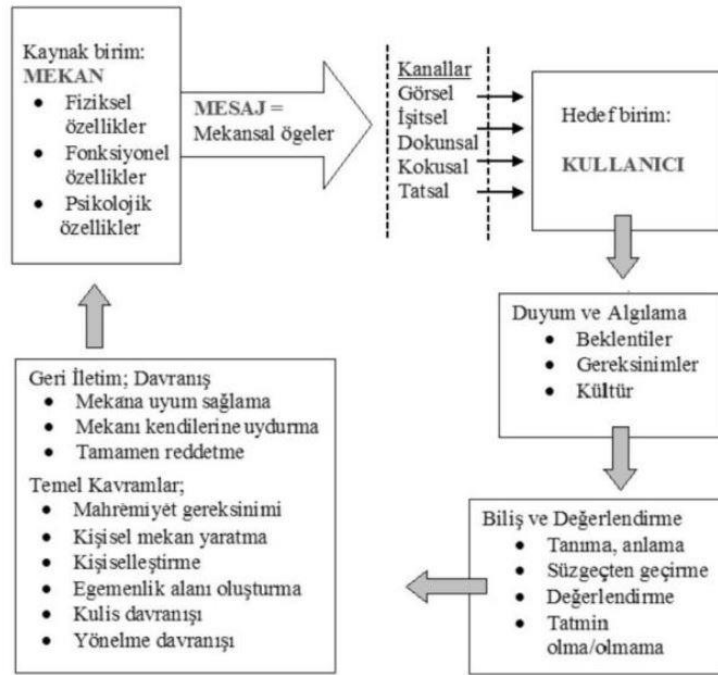 Kaynak birim:
MEKAN
• Fiziksel
özellikler
• Fonksiyonel
özellikler
• Psikolojik
özellikler
MESAJ =
Mekansal ögeler
Kanallar
Görsel
İşitsel
Dokunsal
Kokusal
Tatsal
Hedef birim:
KULLANICI
Duyum ve Algılama
• Beklentiler
• Gereksinimler
• Kültür
Biliş ve Değerlendirme
• Tanıma, anlama
• Süzgeçten geçirme
• Değerlendirme
• Tatmin
olma/olmama
Geri İletim; Davranış
• Mekana uyum sağlama
• Mekanı kendilerine uydurma
• Tamamen reddetme
Temel Kavramlar;
• Mahremiyet gereksinimi
• Kişisel mekan yaratma
• Kişiselleştirme
• Egemenlik alanı oluşturma
• Kulis davranışı
• Yönelme davranışı